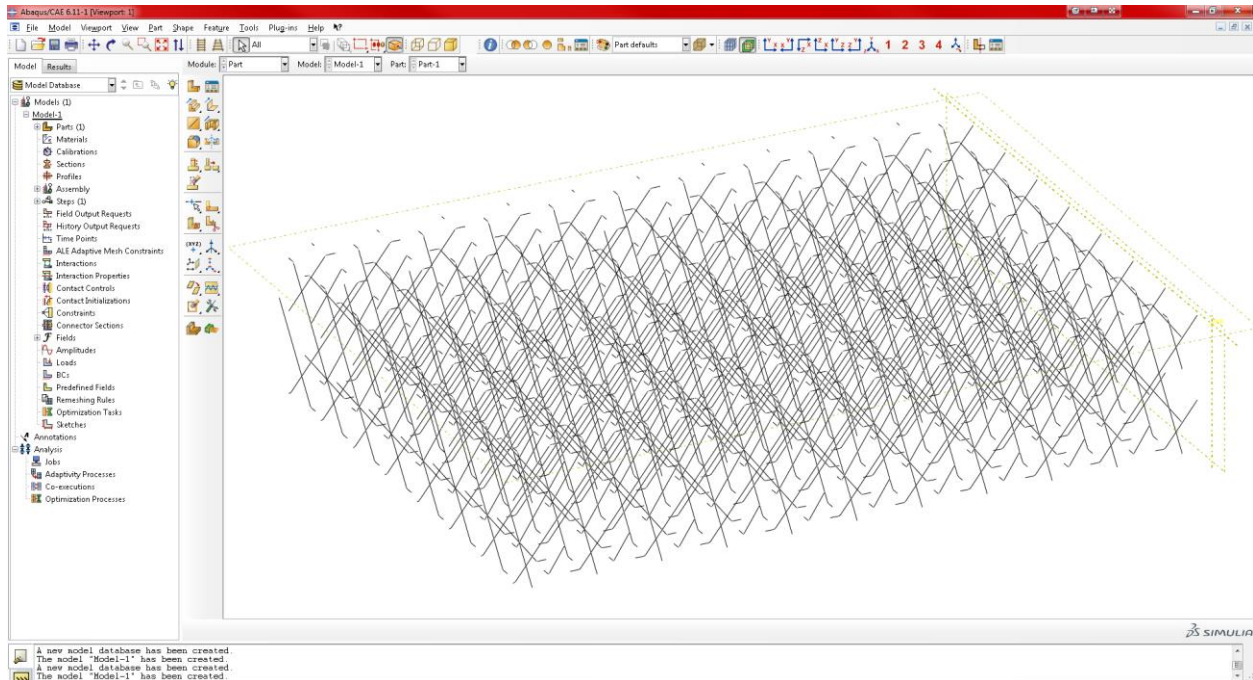 Abaqus/CAE 6.11-1 [Viewport: 1]
File Model Viewport View Part Shape Feature Tools Plug-ins Help
All Part defaults 1 2 3 4
Model Results Module: Part Model: Model-1 Part: Part-1
Model Database
Models (1)
Model-1
Parts (1)
Materials
Calibrations
Sections
Profiles
Assembly
Steps (1)
Field Output Requests
History Output Requests
Time Points
ALE Adaptive Mesh Constraints
Interactions
Interaction Properties
Contact Controls
Contact Initializations
Constraints
Connector Sections
Fields
Amplitudes
Loads
BCs
Predefined Fields
Remeshing Rules
Optimization Tasks
Sketches
Annotations
Analysis
Jobs
Adaptivity Processes
Co-executions
Optimization Processes
(XYZ)
SIMULIA
A new model database has been created.
The model "Model-1" has been created.
A new model database has been created.
The model "Model-1" has been created.